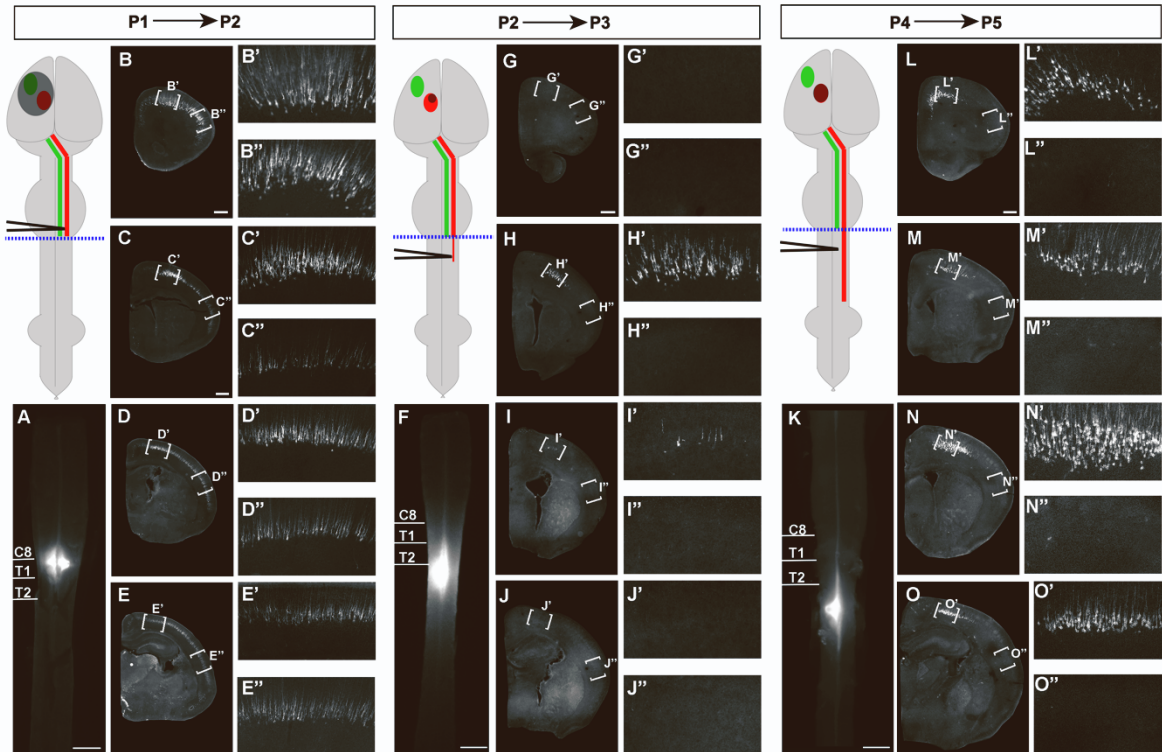 P1 → P2
P2 → P3
P4 → P5
B
B'
B''
B'
B''
C
C'
C''
C'
C''
A
C8
T1
T2
D
D'
D''
D'
D''
E
E'
E''
E'
E''
G
G'
G''
G'
G''
H
H'
H''
H'
H''
F
C8
T1
T2
I
I'
I''
I'
I''
J
J'
J''
J'
J''
L
L'
L''
L'
L''
M
M'
M'
M'
M''
K
C8
T1
T2
N
N'
N''
N'
N''
O
O'
O''
O'
O''